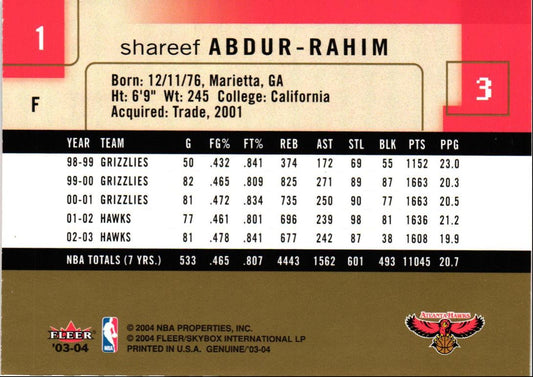 1
shareef ABDUR-RAHIM
Born: 12/11/76, Marietta, GA
Ht: 6'9" Wt: 245 College: California
Acquired: Trade, 2001
F
3
YEAR TEAM G FG% FT% REB AST STL BLK PTS PPG
98-99 GRIZZLIES 50 .432 .841 374 172 69 55 1152 23.0
99-00 GRIZZLIES 82 .465 .809 825 271 89 87 1663 20.3
00-01 GRIZZLIES 81 .472 .834 735 250 90 77 1663 20.5
01-02 HAWKS 77 .461 .801 696 239 98 81 1636 21.2
02-03 HAWKS 81 .478 .841 677 242 87 38 1608 19.9
NBA TOTALS (7 YRS.) 533 .465 .807 4443 1562 601 493 11045 20.7
FLEER
'03-04
NBA
© 2004 NBA PROPERTIES, INC.
© 2004 FLEER/SKYBOX INTERNATIONAL LP
PRINTED IN U.S.A. GENUINE/'03-04
ATLANTA HAWKS